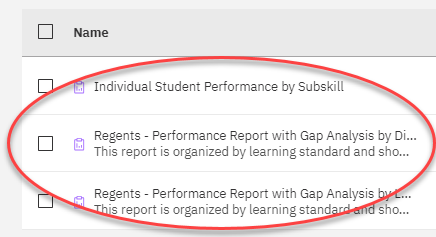 Name
Individual Student Performance by Subskill
Regents - Performance Report with Gap Analysis by Di...
This report is organized by learning standard and sho...
Regents - Performance Report with Gap Analysis by L...
This report is organized by learning standard and sho...